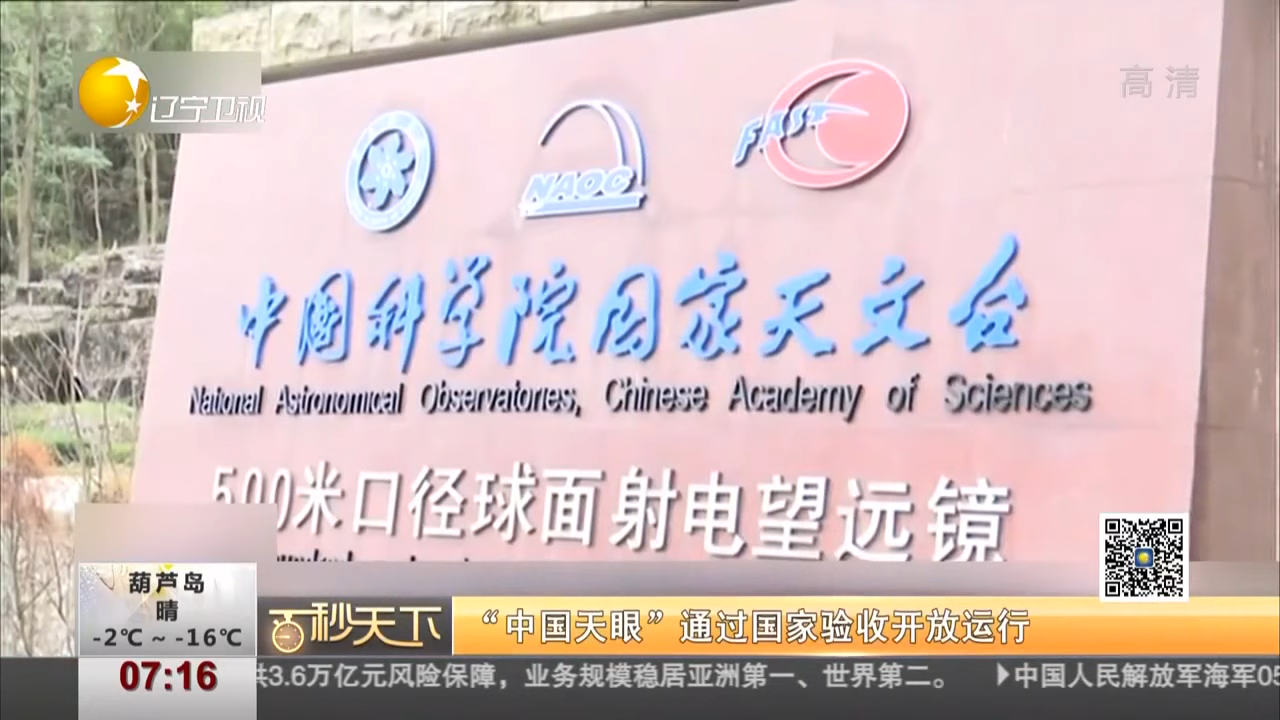 辽宁卫视
高清
NAOC
FAST
中国科学院国家天文台
National Astronomical Observatories, Chinese Academy of Sciences
500米口径球面射电望远镜
葫芦岛
晴
-2℃ ~ -16℃
07:16
百秒天下
“中国天眼”通过国家验收开放运行
共3.6万亿元风险保障，业务规模稳居亚洲第一、世界第二。 ▶中国人民解放军海军05